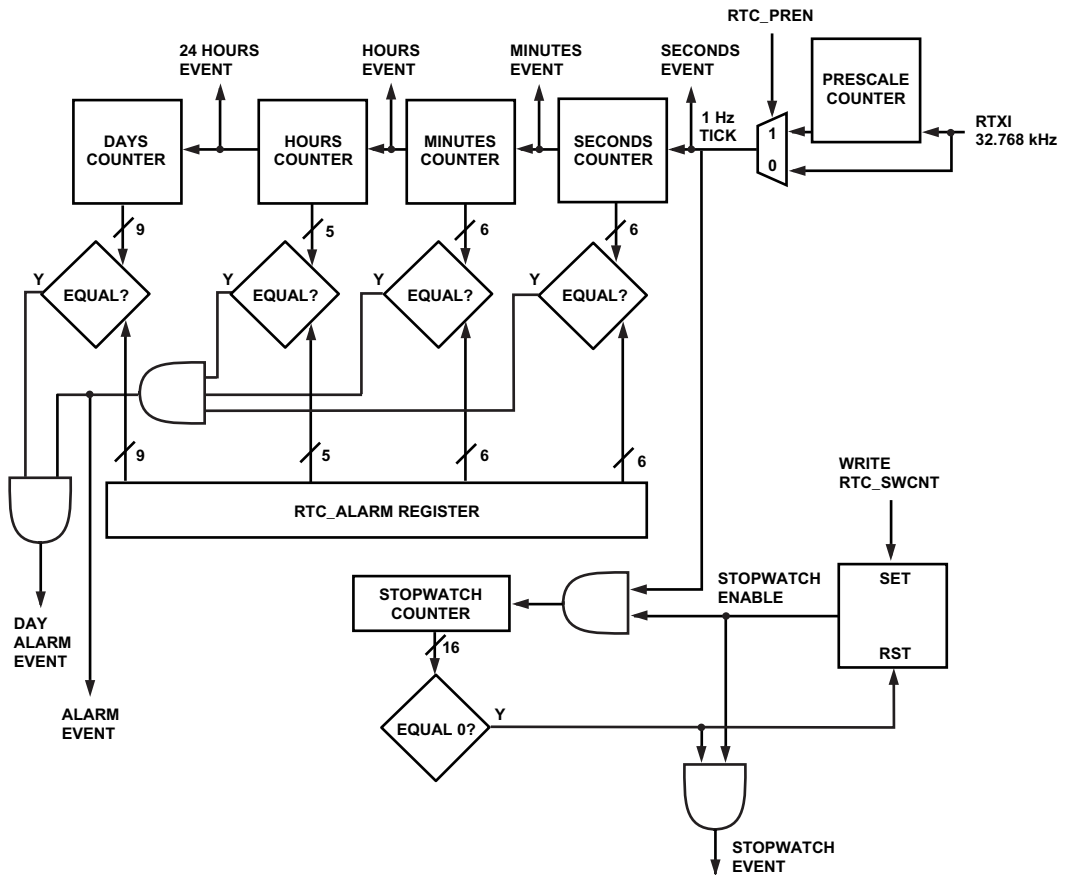 RTC_PREN
24 HOURS
EVENT
HOURS
EVENT
MINUTES
EVENT
SECONDS
EVENT
PRESCALE
COUNTER
1 Hz
TICK
1
0
RTXI
32.768 kHz
DAYS
COUNTER
HOURS
COUNTER
MINUTES
COUNTER
SECONDS
COUNTER
9
5
6
6
Y
EQUAL?
Y
EQUAL?
Y
EQUAL?
Y
EQUAL?
9
5
6
6
RTC_ALARM REGISTER
WRITE
RTC_SWCNT
DAY
ALARM
EVENT
ALARM
EVENT
STOPWATCH
COUNTER
STOPWATCH
ENABLE
SET
RST
16
EQUAL 0?
Y
STOPWATCH
EVENT